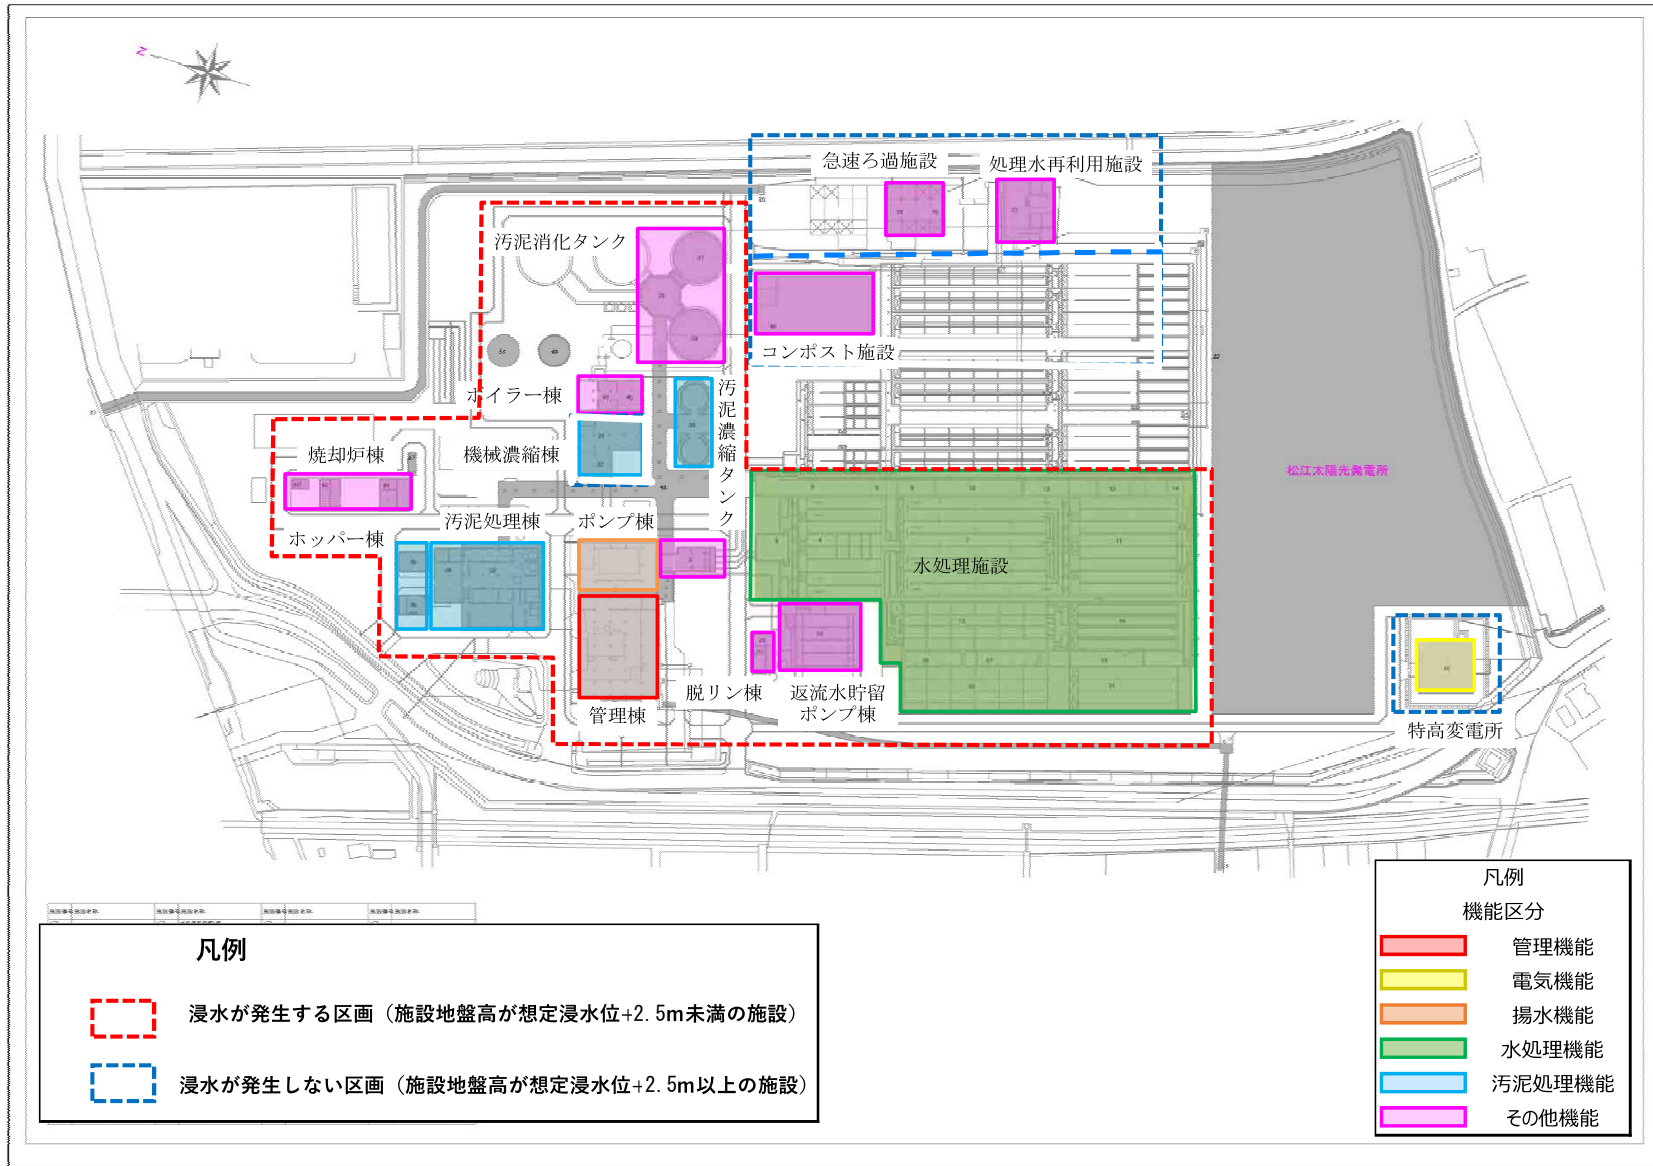 Z
急速ろ過施設
処理水再利用施設
汚泥消化タンク
コンポスト施設
ボイラー棟
汚泥濃縮タンク
焼却炉棟
機械濃縮棟
松江太陽光発電所
汚泥処理棟
ポンプ棟
ホッパー棟
水処理施設
脱リン棟
返流水貯留
ポンプ棟
管理棟
特高変電所
凡例
浸水が発生する区画（施設地盤高が想定浸水位+2.5m未満の施設）
浸水が発生しない区画（施設地盤高が想定浸水位+2.5m以上の施設）
凡例
機能区分
管理機能
電気機能
揚水機能
水処理機能
汚泥処理機能
その他機能